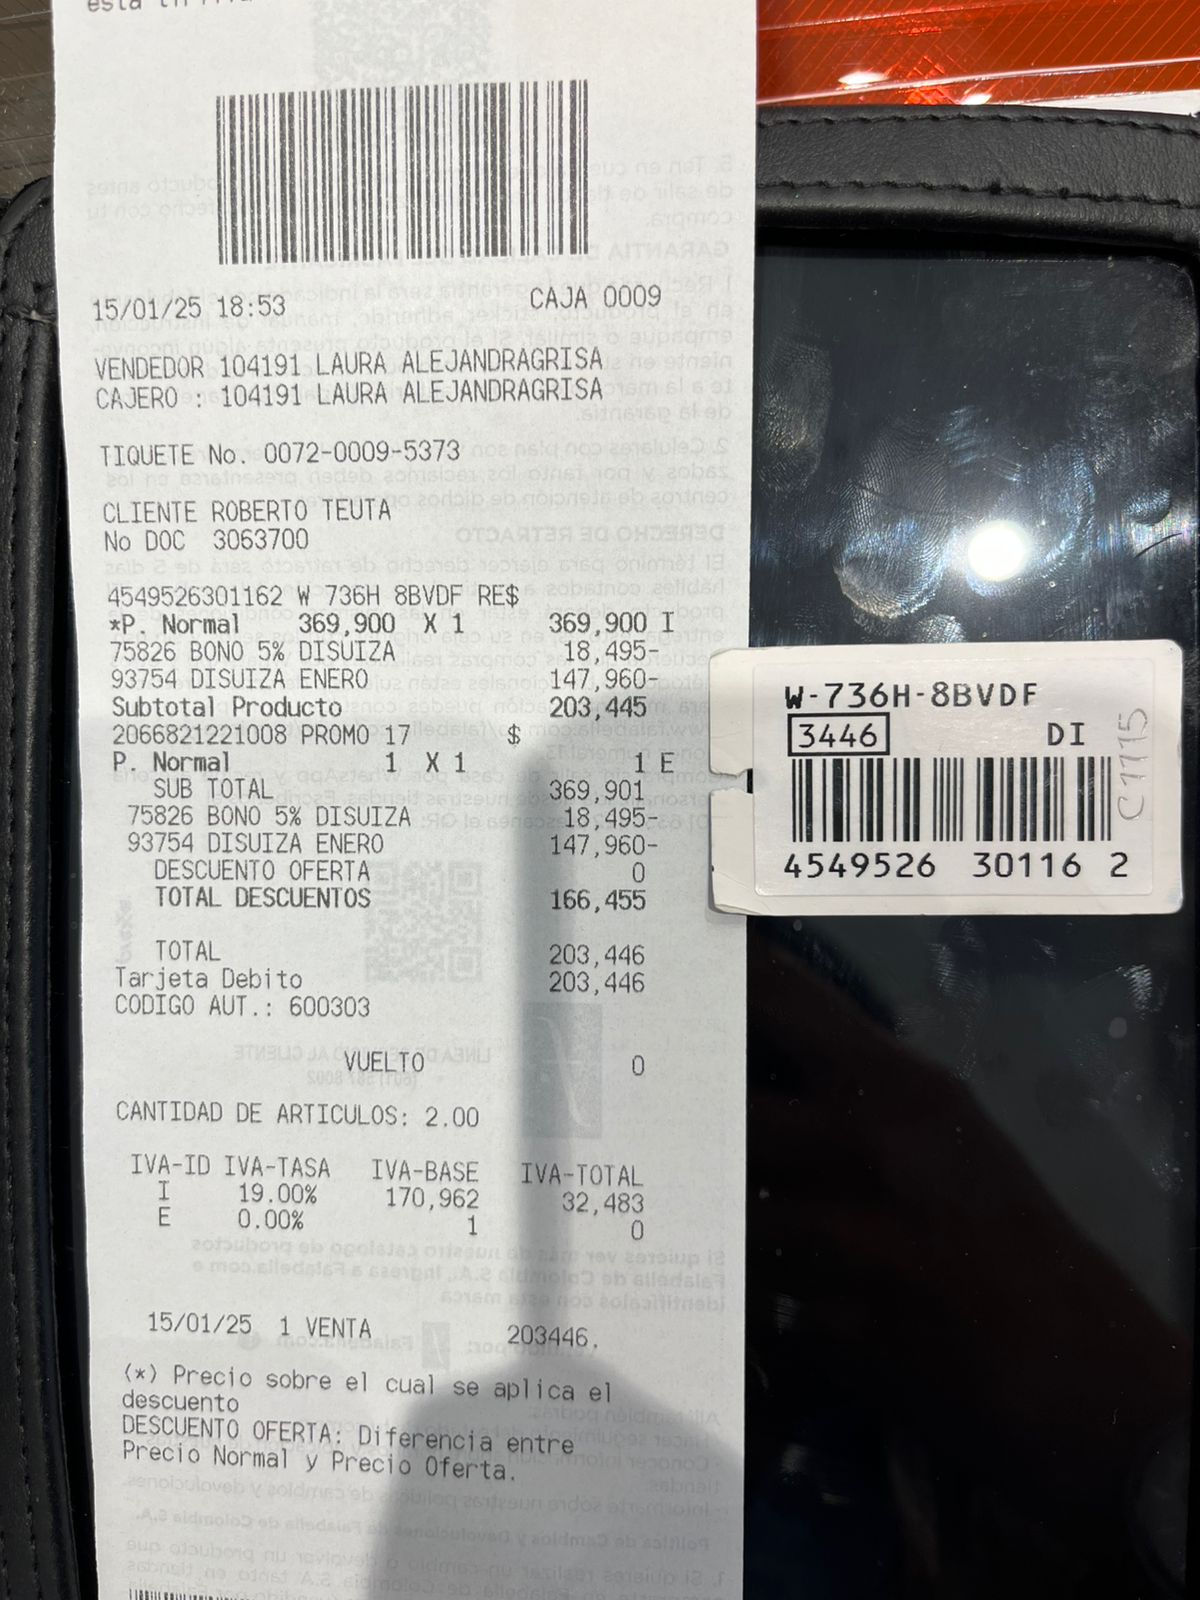 15/01/25 18:53 CAJA 0009
VENDEDOR 104191 LAURA ALEJANDRAGRISA
CAJERO : 104191 LAURA ALEJANDRAGRISA
TIQUETE No. 0072-0009-5373
CLIENTE ROBERTO TEUTA
No DOC 3063700
4549526301162 W 736H 8BVDF RE$
*P. Normal 369,900 X 1 369,900 I
75826 BONO 5% DISUIZA 18,495-
93754 DISUIZA ENERO 147,960-
Subtotal Producto 203,445
2066821221008 PROMO 17 $
P. Normal 1 X 1 1 E
SUB TOTAL 369,901
75826 BONO 5% DISUIZA 18,495-
93754 DISUIZA ENERO 147,960-
DESCUENTO OFERTA 0
TOTAL DESCUENTOS 166,455
TOTAL 203,446
Tarjeta Debito 203,446
CODIGO AUT.: 600303
VUELTO 0
CANTIDAD DE ARTICULOS: 2.00
IVA-ID IVA-TASA IVA-BASE IVA-TOTAL
I 19.00% 170,962 32,483
E 0.00% 1 0
15/01/25 1 VENTA 203446.
(*) Precio sobre el cual se aplica el
descuento
DESCUENTO OFERTA: Diferencia entre
Precio Normal y Precio Oferta.
W-736H-8BVDF
3446 DI
4549526 30116 2